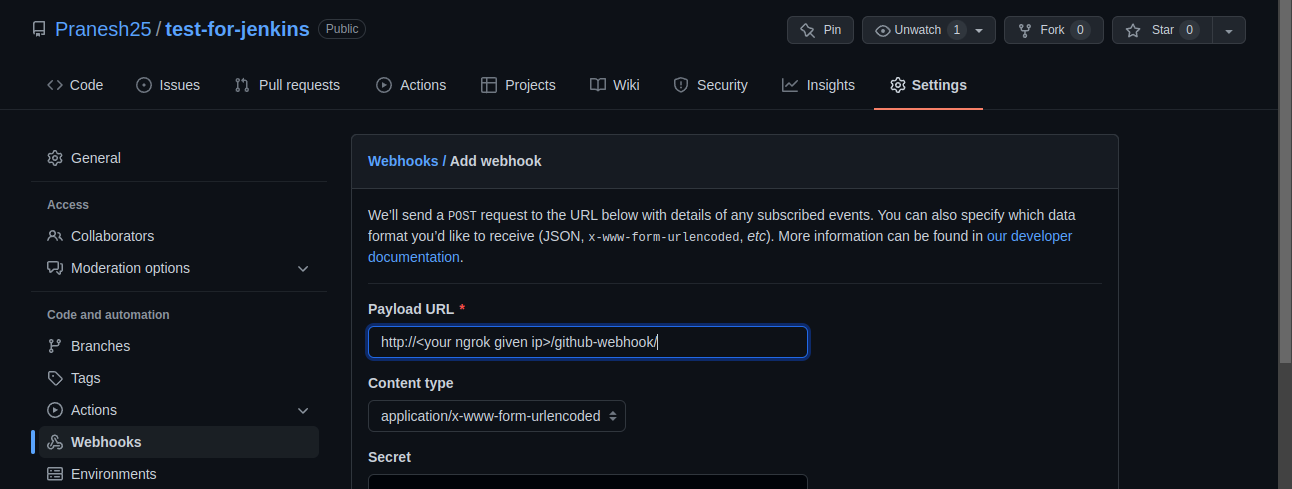 Pranesh25 / test-for-jenkins Public
Pin
Unwatch 1
Fork 0
Star 0
Code
Issues
Pull requests
Actions
Projects
Wiki
Security
Insights
Settings
General
Access
Collaborators
Moderation options
Code and automation
Branches
Tags
Actions
Webhooks
Environments
Webhooks / Add webhook
We’ll send a POST request to the URL below with details of any subscribed events. You can also specify which data
format you’d like to receive (JSON, x-www-form-urlencoded, etc). More information can be found in our developer
documentation.
Payload URL *
http://<your ngrok given ip>/github-webhook/
Content type
application/x-www-form-urlencoded
Secret